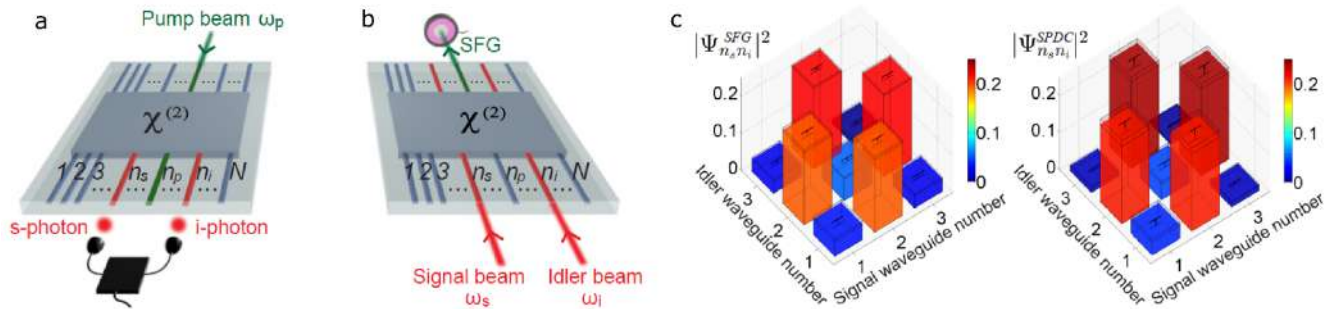 a
Pump beam ωp
χ(2)
1 2 3 ns np ni N
s-photon
i-photon
b
SFG
χ(2)
1 2 3 ns np ni N
Signal beam
ωs
Idler beam
ωi
c
|Ψ^SFG_nsni|²
0.2
0.1
0
0.2
0.1
0
3
2
1
1
2
3
Idler waveguide number
Signal waveguide number
|Ψ^SPDC_nsni|²
0.2
0.1
0
0.2
0.1
0
3
2
1
1
2
3
Idler waveguide number
Signal waveguide number